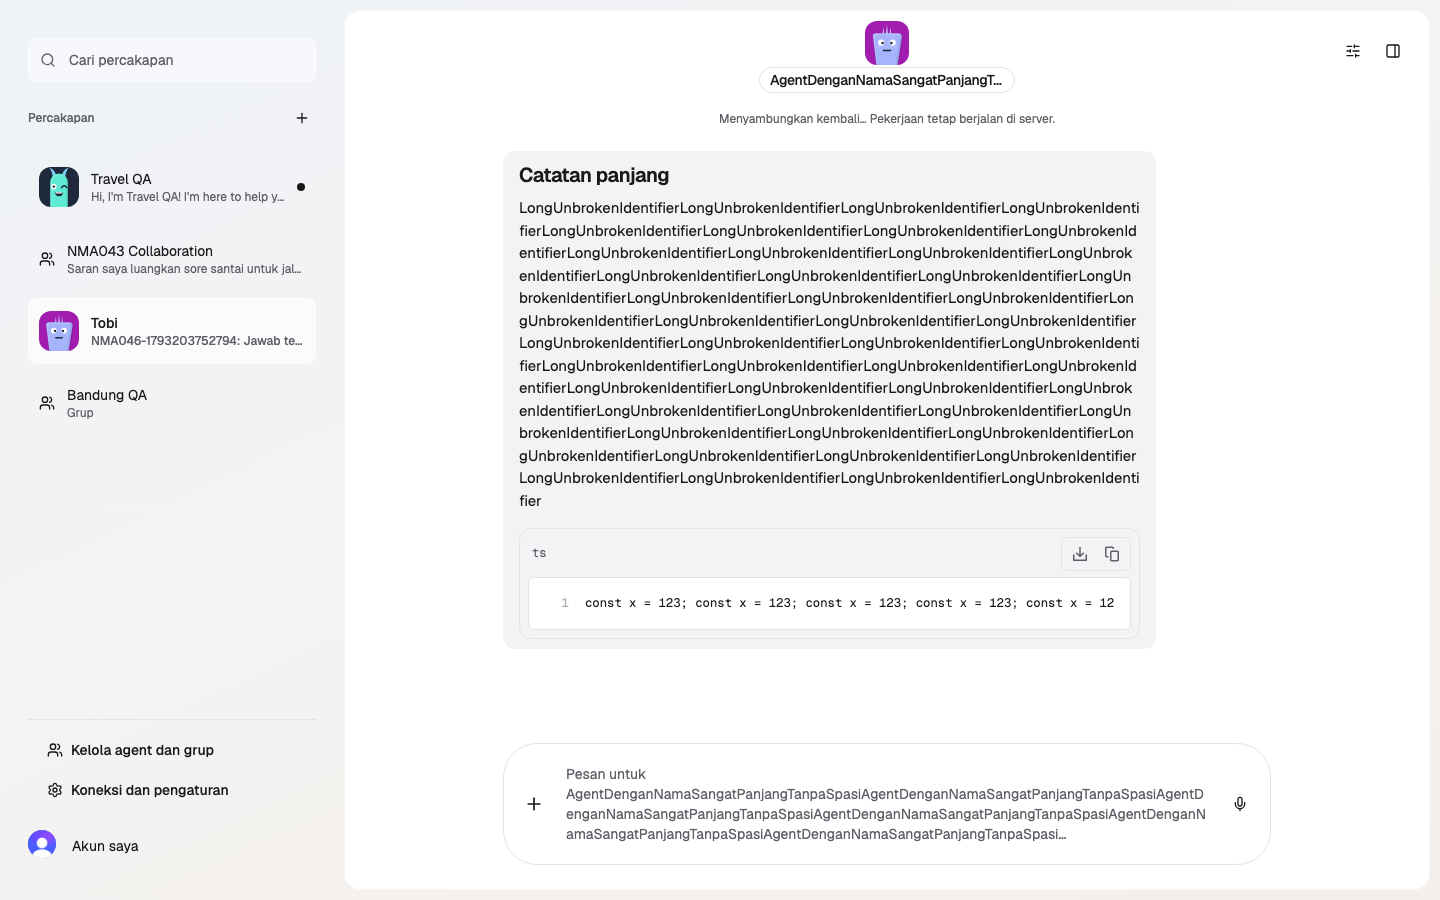 Cari percakapan
Percakapan
Travel QA
Hi, I'm Travel QA! I'm here to help y...
NMA043 Collaboration
Saran saya luangkan sore santai untuk jal...
Tobi
NMA046-1793203752794: Jawab te...
Bandung QA
Grup
Kelola agent dan grup
Koneksi dan pengaturan
Akun saya
AgentDenganNamaSangatPanjangT...
Menyambungkan kembali... Pekerjaan tetap berjalan di server.
Catatan panjang
LongUnbrokenIdentifierLongUnbrokenIdentifierLongUnbrokenIdentifierLongUnbrokenIdenti
fierLongUnbrokenIdentifierLongUnbrokenIdentifierLongUnbrokenIdentifierLongUnbrokenId
entifierLongUnbrokenIdentifierLongUnbrokenIdentifierLongUnbrokenIdentifierLongUnbrok
enIdentifierLongUnbrokenIdentifierLongUnbrokenIdentifierLongUnbrokenIdentifierLongUn
brokenIdentifierLongUnbrokenIdentifierLongUnbrokenIdentifierLongUnbrokenIdentifierLon
gUnbrokenIdentifierLongUnbrokenIdentifierLongUnbrokenIdentifierLongUnbrokenIdentifier
LongUnbrokenIdentifierLongUnbrokenIdentifierLongUnbrokenIdentifierLongUnbrokenIdenti
fierLongUnbrokenIdentifierLongUnbrokenIdentifierLongUnbrokenIdentifierLongUnbrokenId
entifierLongUnbrokenIdentifierLongUnbrokenIdentifierLongUnbrokenIdentifierLongUnbrok
enIdentifierLongUnbrokenIdentifierLongUnbrokenIdentifierLongUnbrokenIdentifierLongUn
brokenIdentifierLongUnbrokenIdentifierLongUnbrokenIdentifierLongUnbrokenIdentifierLon
gUnbrokenIdentifierLongUnbrokenIdentifierLongUnbrokenIdentifierLongUnbrokenIdentifier
LongUnbrokenIdentifierLongUnbrokenIdentifierLongUnbrokenIdentifierLongUnbrokenIdenti
fier
ts
1 const x = 123; const x = 123; const x = 123; const x = 123; const x = 12
Pesan untuk
AgentDenganNamaSangatPanjangTanpaSpasiAgentDenganNamaSangatPanjangTanpaSpasiAgentD
enganNamaSangatPanjangTanpaSpasiAgentDenganNamaSangatPanjangTanpaSpasiAgentDenganN
amaSangatPanjangTanpaSpasiAgentDenganNamaSangatPanjangTanpaSpasi...